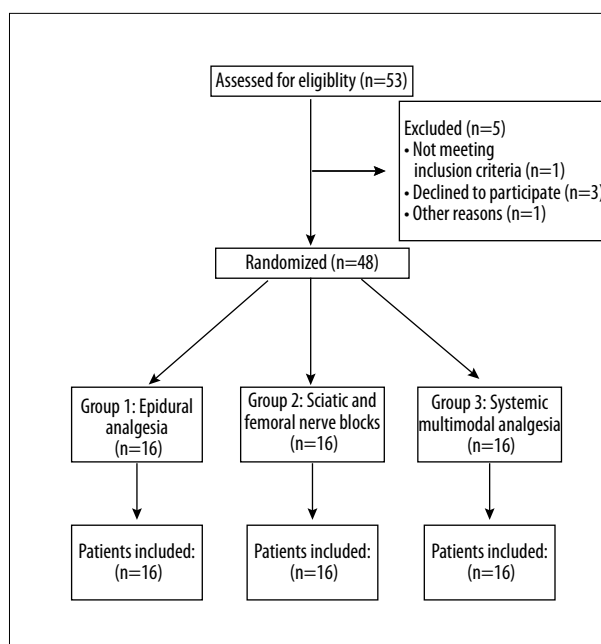 Assessed for eligiblity (n=53)
Excluded (n=5)
• Not meeting
inclusion criteria (n=1)
• Declined to participate (n=3)
• Other reasons (n=1)
Randomized (n=48)
Group 1: Epidural
analgesia
(n=16)
Group 2: Sciatic and
femoral nerve blocks
(n=16)
Group 3: Systemic
multimodal analgesia
(n=16)
Patients included:
(n=16)
Patients included:
(n=16)
Patients included:
(n=16)